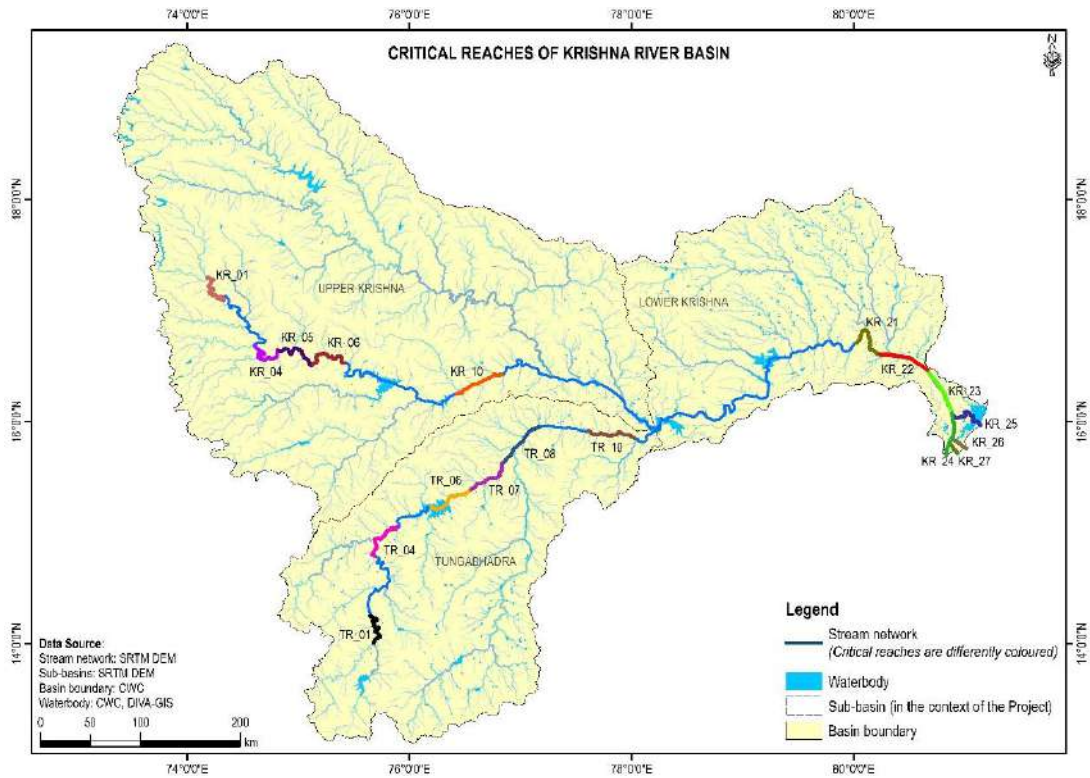 74°0'0"E 76°0'0"E 78°0'0"E 80°0'0"E
CRITICAL REACHES OF KRISHNA RIVER BASIN
N
18°0'0"N
18°0'0"N
KR_01
UPPER KRISHNA
LOWER KRISHNA
KR_21
KR_05
KR_06
KR_04
KR_10
KR_22
KR_23
16°0'0"N
16°0'0"N
KR_25
KR_26
KR_24
KR_27
TR_10
TR_08
TR_06
TR_07
TR_04
TUNGABHADRA
TR_01
14°0'0"N
14°0'0"N
Legend
Stream network
(Critical reaches are differently coloured)
Waterbody
Sub-basin (in the context of the Project)
Basin boundary
Data Source:
Stream network: SRTM DEM
Sub-basins: SRTM DEM
Basin boundary: CWC
Waterbody: CWC, DIVA-GIS
0 50 100 200
km
74°0'0"E 76°0'0"E 78°0'0"E 80°0'0"E